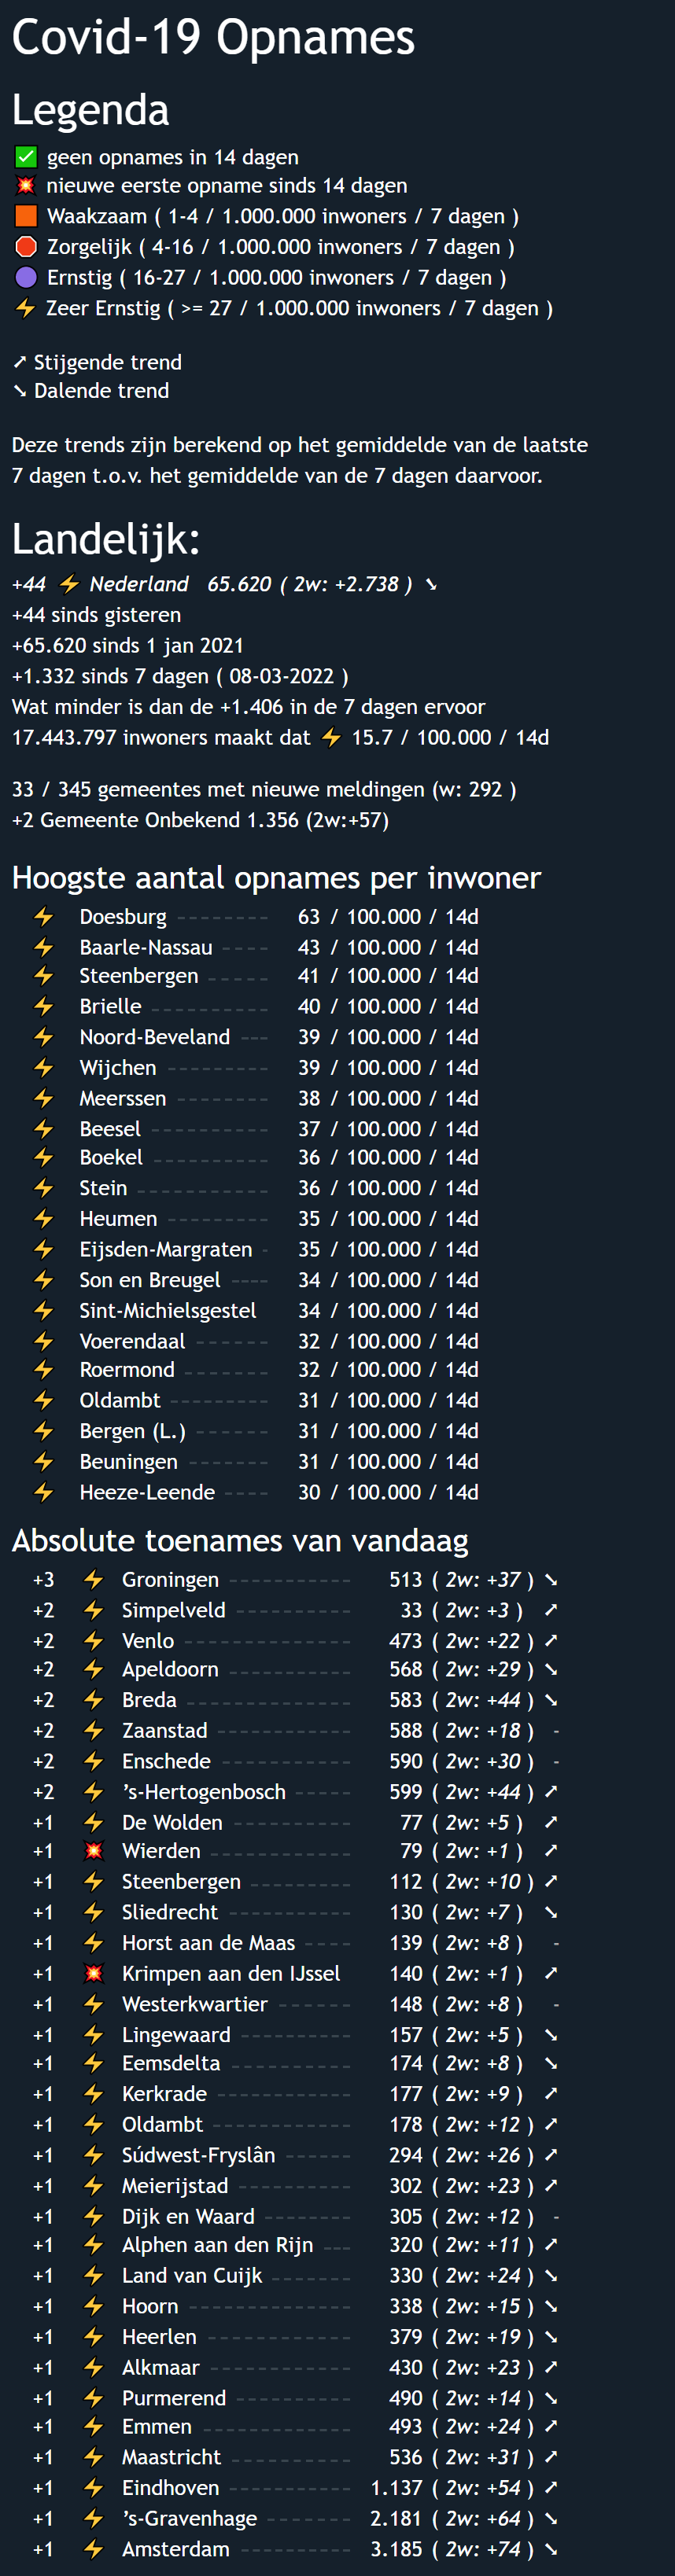 Covid-19 Opnames
Legenda
✅ geen opnames in 14 dagen
💥 nieuwe eerste opname sinds 14 dagen
🟧 Waakzaam ( 1-4 / 1.000.000 inwoners / 7 dagen )
🛑 Zorgelijk ( 4-16 / 1.000.000 inwoners / 7 dagen )
🟣 Ernstig ( 16-27 / 1.000.000 inwoners / 7 dagen )
⚡ Zeer Ernstig ( >= 27 / 1.000.000 inwoners / 7 dagen )
➚ Stijgende trend
➘ Dalende trend
Deze trends zijn berekend op het gemiddelde van de laatste
7 dagen t.o.v. het gemiddelde van de 7 dagen daarvoor.
Landelijk:
+44 ⚡ Nederland 65.620 ( 2w: +2.738 ) ➘
+44 sinds gisteren
+65.620 sinds 1 jan 2021
+1.332 sinds 7 dagen ( 08-03-2022 )
Wat minder is dan de +1.406 in de 7 dagen ervoor
17.443.797 inwoners maakt dat ⚡ 15.7 / 100.000 / 14d
33 / 345 gemeentes met nieuwe meldingen (w: 292 )
+2 Gemeente Onbekend 1.356 (2w:+57)
Hoogste aantal opnames per inwoner
⚡ Doesburg --------- 63 / 100.000 / 14d
⚡ Baarle-Nassau ---- 43 / 100.000 / 14d
⚡ Steenbergen ----- 41 / 100.000 / 14d
⚡ Brielle ---------- 40 / 100.000 / 14d
⚡ Noord-Beveland --- 39 / 100.000 / 14d
⚡ Wijchen --------- 39 / 100.000 / 14d
⚡ Meerssen -------- 38 / 100.000 / 14d
⚡ Beesel ---------- 37 / 100.000 / 14d
⚡ Boekel ---------- 36 / 100.000 / 14d
⚡ Stein ----------- 36 / 100.000 / 14d
⚡ Heumen --------- 35 / 100.000 / 14d
⚡ Eijsden-Margraten - 35 / 100.000 / 14d
⚡ Son en Breugel ---- 34 / 100.000 / 14d
⚡ Sint-Michielsgestel 34 / 100.000 / 14d
⚡ Voerendaal ------ 32 / 100.000 / 14d
⚡ Roermond ------- 32 / 100.000 / 14d
⚡ Oldambt --------- 31 / 100.000 / 14d
⚡ Bergen (L.) ------ 31 / 100.000 / 14d
⚡ Beuningen ------- 31 / 100.000 / 14d
⚡ Heeze-Leende ---- 30 / 100.000 / 14d
Absolute toenames van vandaag
+3 ⚡ Groningen ----------- 513 ( 2w: +37 ) ➘
+2 ⚡ Simpelveld ---------- 33 ( 2w: +3 ) ➚
+2 ⚡ Venlo --------------- 473 ( 2w: +22 ) ➚
+2 ⚡ Apeldoorn ----------- 568 ( 2w: +29 ) ➘
+2 ⚡ Breda --------------- 583 ( 2w: +44 ) ➘
+2 ⚡ Zaanstad ------------ 588 ( 2w: +18 ) -
+2 ⚡ Enschede ------------ 590 ( 2w: +30 ) -
+2 ⚡ ’s-Hertogenbosch ----- 599 ( 2w: +44 ) ➚
+1 ⚡ De Wolden ----------- 77 ( 2w: +5 ) ➚
+1 💥 Wierden ------------- 79 ( 2w: +1 ) ➚
+1 ⚡ Steenbergen --------- 112 ( 2w: +10 ) ➚
+1 ⚡ Sliedrecht ----------- 130 ( 2w: +7 ) ➘
+1 ⚡ Horst aan de Maas ---- 139 ( 2w: +8 ) -
+1 💥 Krimpen aan den IJssel 140 ( 2w: +1 ) ➚
+1 ⚡ Westerkwartier ------ 148 ( 2w: +8 ) -
+1 ⚡ Lingewaard ---------- 157 ( 2w: +5 ) ➘
+1 ⚡ Eemsdelta ----------- 174 ( 2w: +8 ) ➘
+1 ⚡ Kerkrade ------------ 177 ( 2w: +9 ) ➚
+1 ⚡ Oldambt ------------- 178 ( 2w: +12 ) ➚
+1 ⚡ Súdwest-Fryslân ------ 294 ( 2w: +26 ) ➚
+1 ⚡ Meierijstad ---------- 302 ( 2w: +23 ) ➚
+1 ⚡ Dijk en Waard -------- 305 ( 2w: +12 ) -
+1 ⚡ Alphen aan den Rijn --- 320 ( 2w: +11 ) ➚
+1 ⚡ Land van Cuijk ------- 330 ( 2w: +24 ) ➘
+1 ⚡ Hoorn --------------- 338 ( 2w: +15 ) ➘
+1 ⚡ Heerlen ------------- 379 ( 2w: +19 ) ➘
+1 ⚡ Alkmaar ------------- 430 ( 2w: +23 ) ➚
+1 ⚡ Purmerend ---------- 490 ( 2w: +14 ) ➘
+1 ⚡ Emmen -------------- 493 ( 2w: +24 ) ➚
+1 ⚡ Maastricht ----------- 536 ( 2w: +31 ) ➚
+1 ⚡ Eindhoven ----------- 1.137 ( 2w: +54 ) ➚
+1 ⚡ ’s-Gravenhage ------- 2.181 ( 2w: +64 ) ➘
+1 ⚡ Amsterdam ---------- 3.185 ( 2w: +74 ) ➘